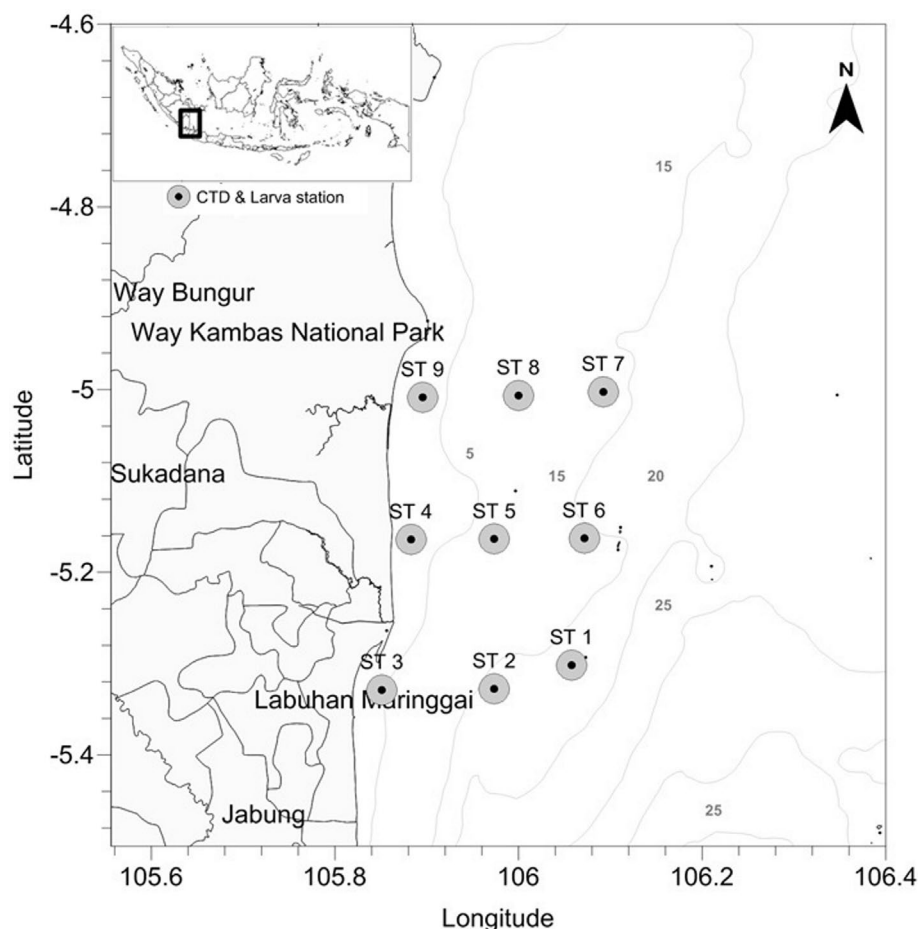 -4.6
N
15
CTD & Larva station
-4.8
Way Bungur
Way Kambas National Park
ST 9
ST 8
ST 7
-5
Latitude
5
15
20
Sukadana
ST 4
ST 5
ST 6
-5.2
25
ST 1
ST 3
ST 2
Labuhan Maringgai
-5.4
25
Jabung
105.6
105.8
106
106.2
106.4
Longitude